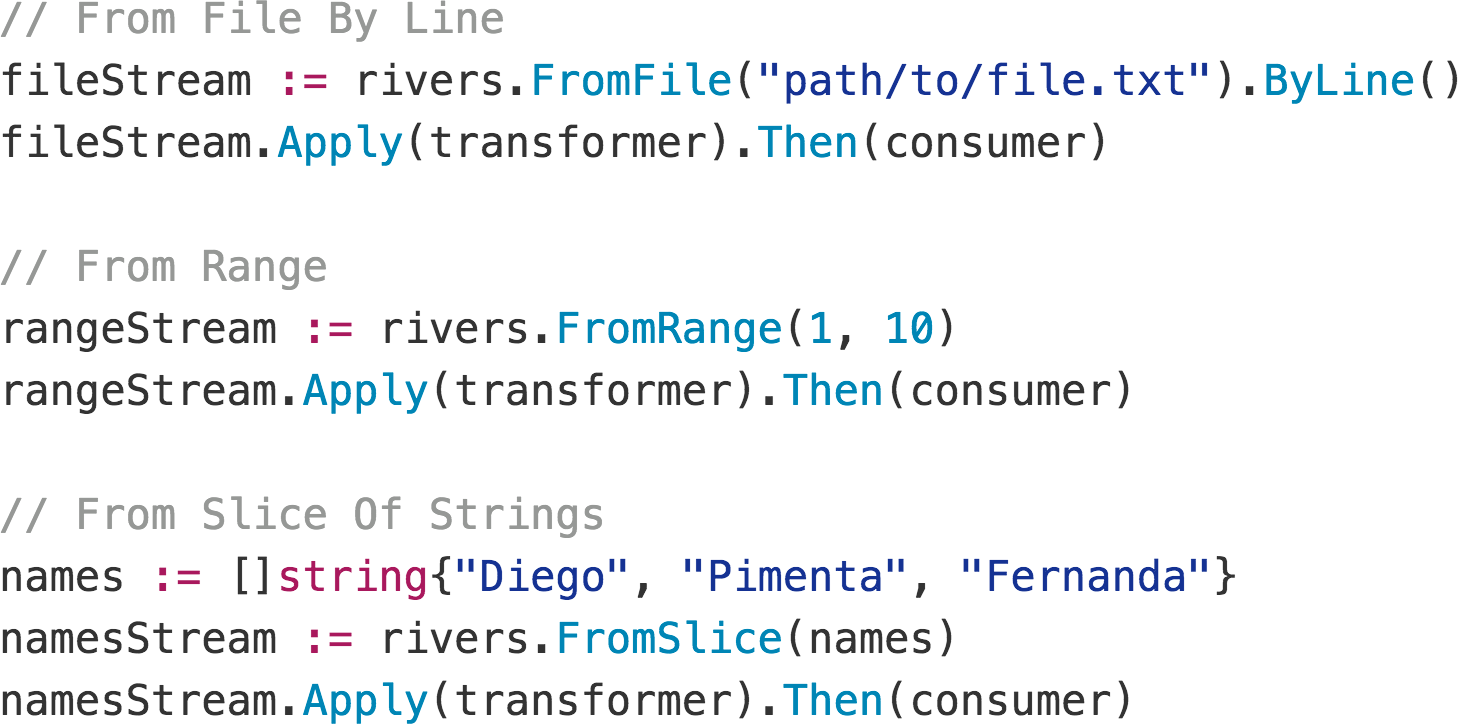 // From File By Line
fileStream := rivers.FromFile("path/to/file.txt").ByLine()
fileStream.Apply(transformer).Then(consumer)
// From Range
rangeStream := rivers.FromRange(1, 10)
rangeStream.Apply(transformer).Then(consumer)
// From Slice Of Strings
names := []string{"Diego", "Pimenta", "Fernanda"}
namesStream := rivers.FromSlice(names)
namesStream.Apply(transformer).Then(consumer)